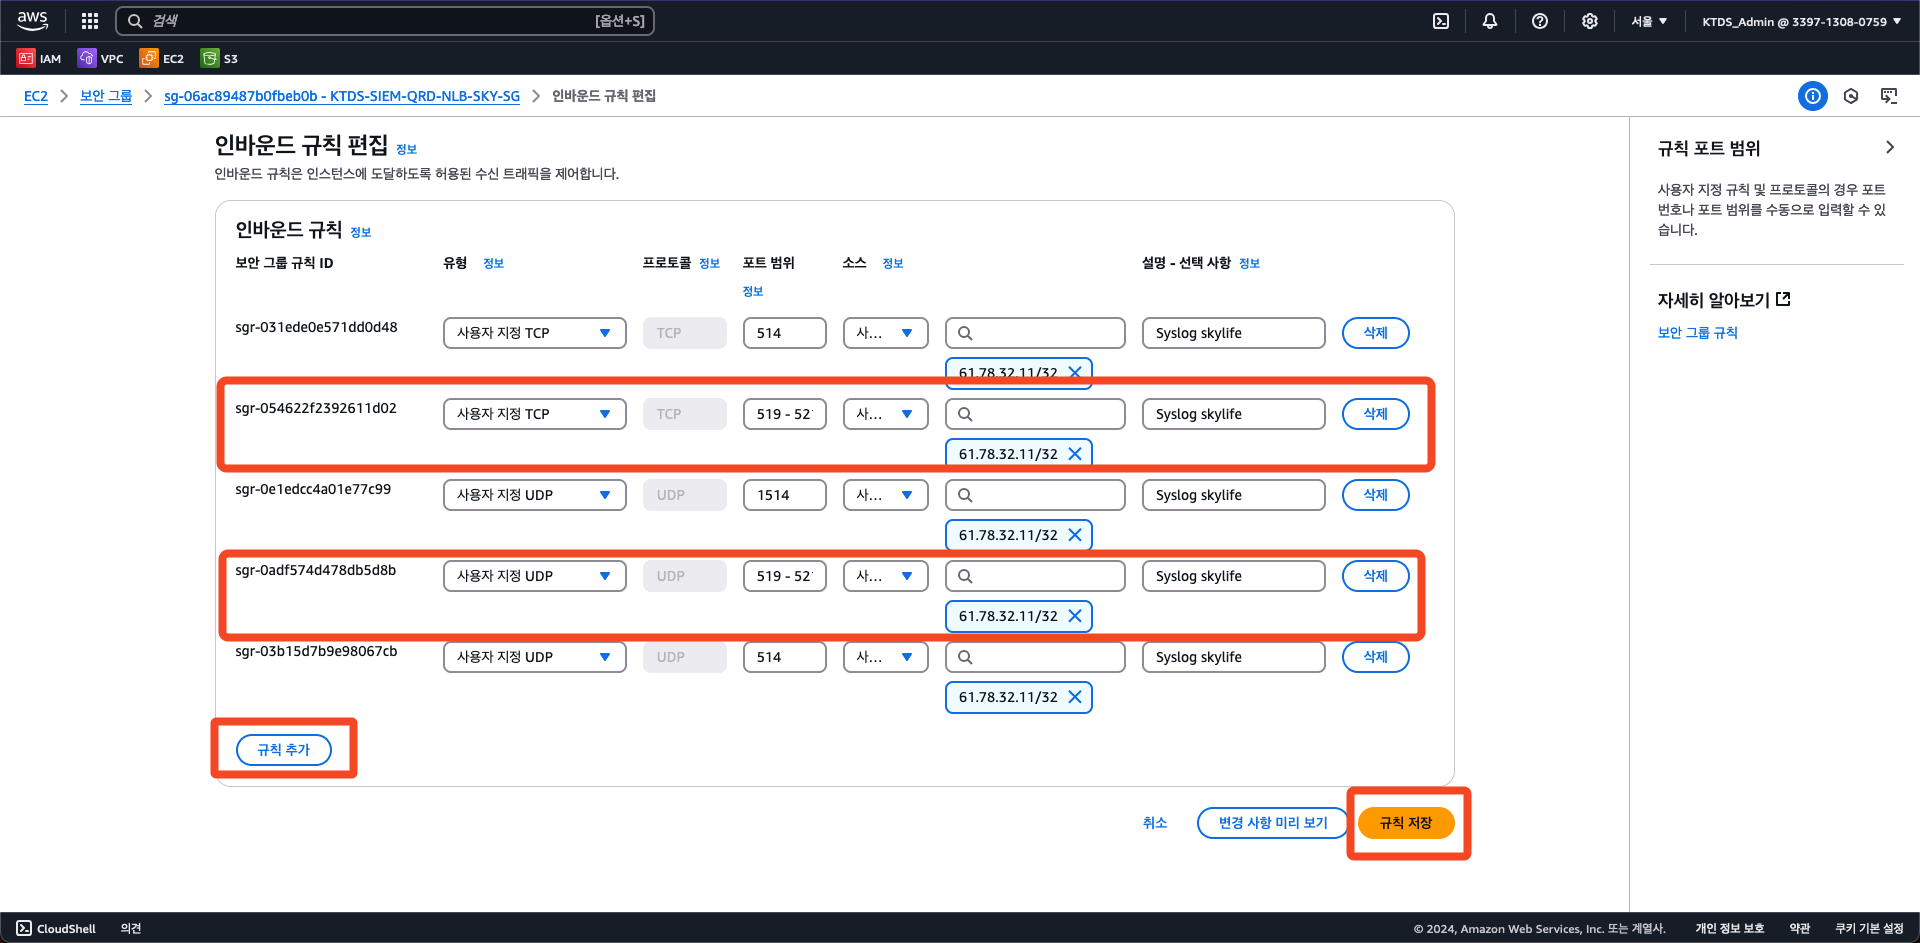 aws
검색 [옵션+S] 서울 KTDS_Admin @ 3397-1308-0759
IAM VPC EC2 S3
EC2 보안 그룹 sg-06ac89487b0fbeb0b - KTDS-SIEM-QRD-NLB-SKY-SG 인바운드 규칙 편집
인바운드 규칙 편집 정보
인바운드 규칙은 인스턴스에 도달하도록 허용된 수신 트래픽을 제어합니다.
인바운드 규칙 정보
보안 그룹 규칙 ID 유형 정보 프로토콜 정보 포트 범위 소스 정보 설명 - 선택 사항 정보
정보
sgr-031ede0e571dd0d48 사용자 지정 TCP TCP 514 사... Syslog skylife 삭제
61.78.32.11/32
sgr-054622f2392611d02 사용자 지정 TCP TCP 519 - 52 사... Syslog skylife 삭제
61.78.32.11/32
sgr-0e1edcc4a01e77c99 사용자 지정 UDP UDP 1514 사... Syslog skylife 삭제
61.78.32.11/32
sgr-0adf574d478db5d8b 사용자 지정 UDP UDP 519 - 52 사... Syslog skylife 삭제
61.78.32.11/32
sgr-03b15d7b9e98067cb 사용자 지정 UDP UDP 514 사... Syslog skylife 삭제
61.78.32.11/32
규칙 추가
취소 변경 사항 미리 보기 규칙 저장
규칙 포트 범위
사용자 지정 규칙 및 프로토콜의 경우 포트
번호나 포트 범위를 수동으로 입력할 수 있
습니다.
자세히 알아보기
보안 그룹 규칙
CloudShell 의견 © 2024, Amazon Web Services, Inc. 또는 계열사. 개인 정보 보호 약관 쿠키 기본 설정